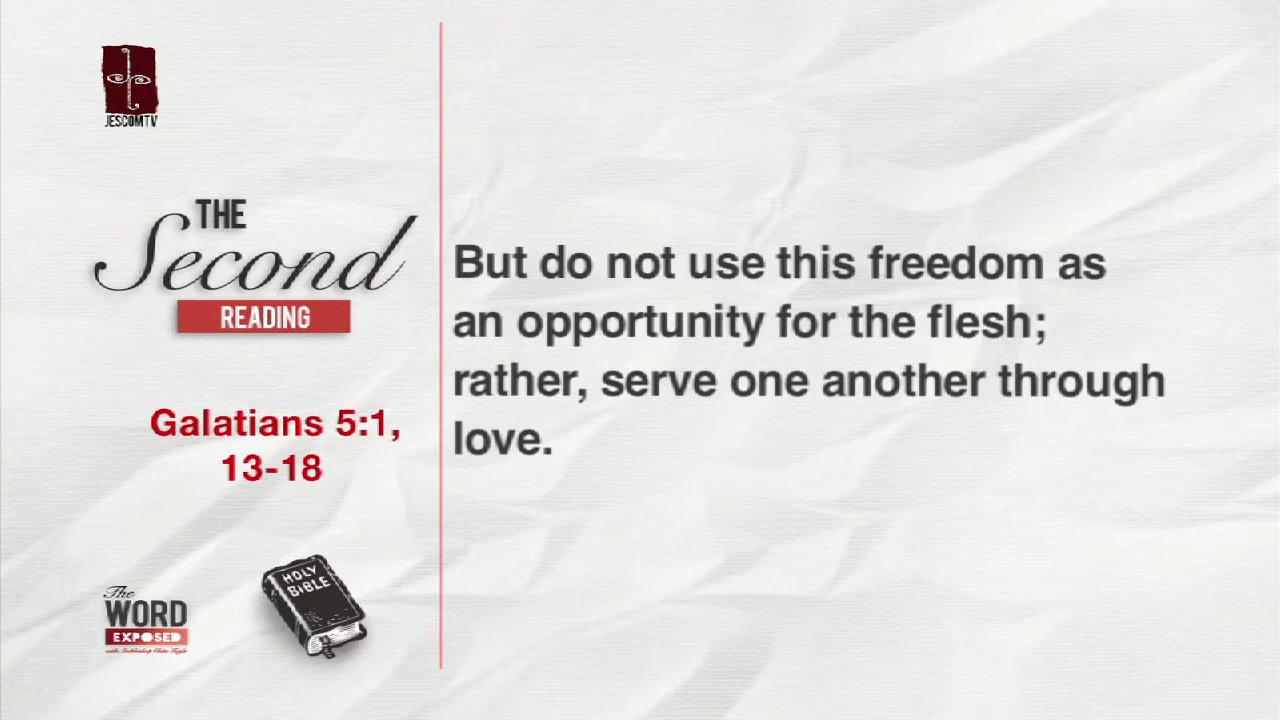 JESCOMTV
THE
Second
READING
Galatians 5:1,
13-18
But do not use this freedom as
an opportunity for the flesh;
rather, serve one another through
love.
HOLY
BIBLE
The
WORD
EXPOSED